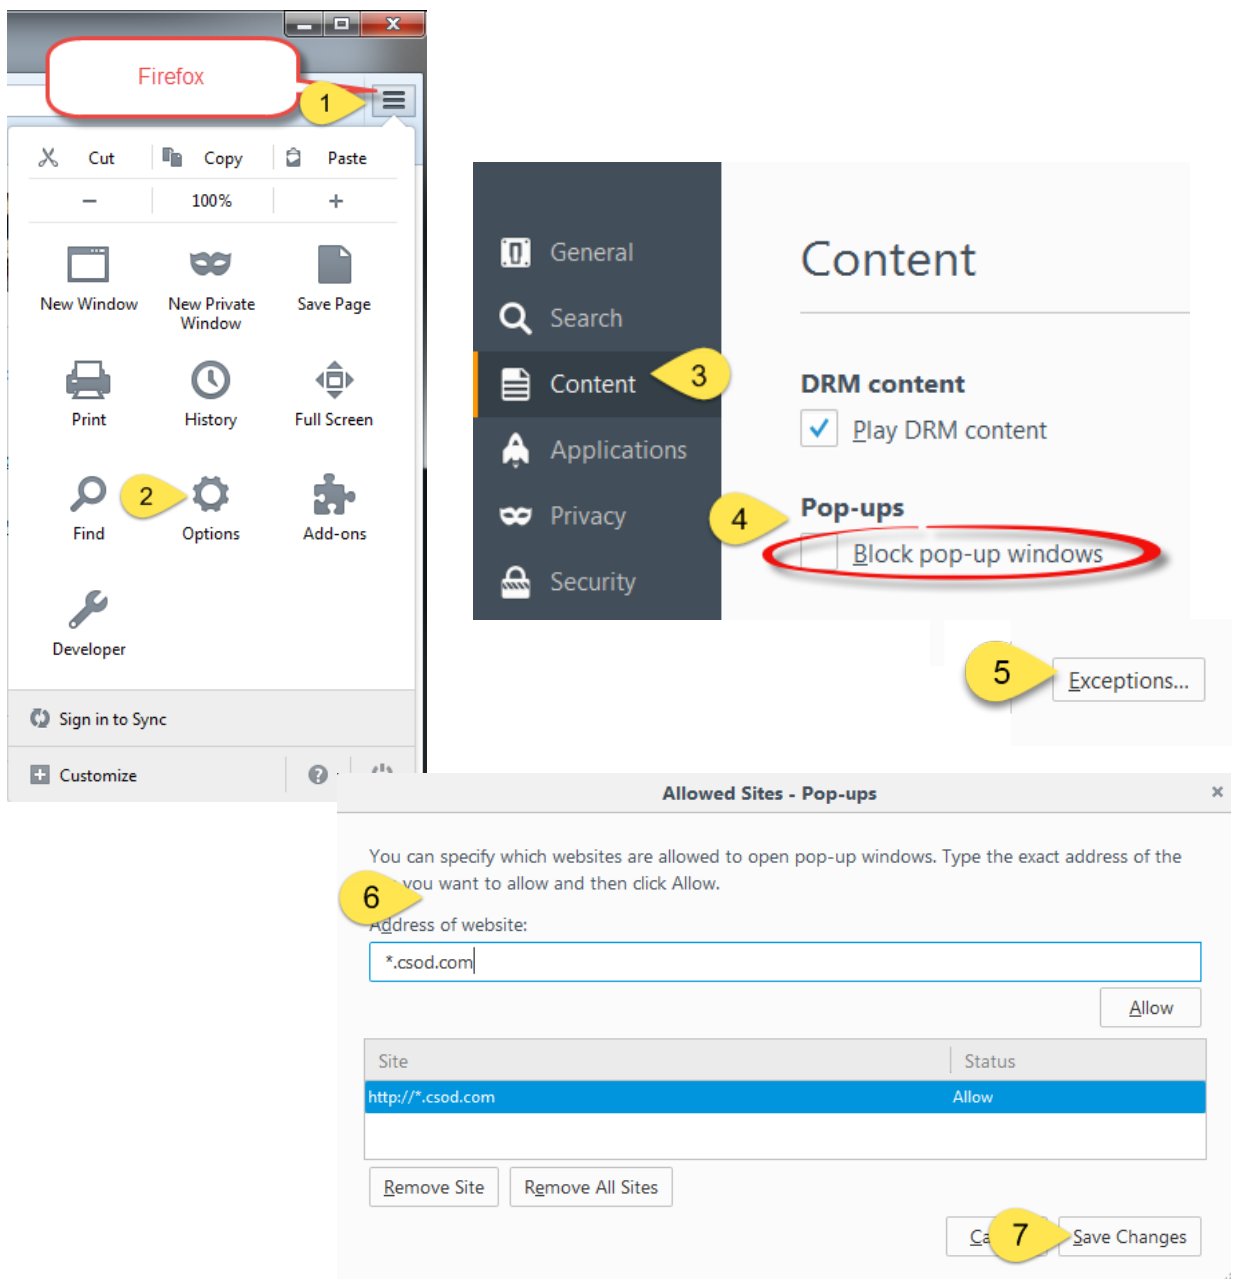 Firefox
1
Cut
Copy
Paste
100%
New Window
New Private
Window
Save Page
Print
History
Full Screen
2
Find
Options
Add-ons
Developer
Sign in to Sync
Customize
General
Search
Content
3
Applications
Privacy
Security
Content
DRM content
Play DRM content
4
Pop-ups
Block pop-up windows
5
Exceptions...
Allowed Sites - Pop-ups
You can specify which websites are allowed to open pop-up windows. Type the exact address of the
you want to allow and then click Allow.
6
Address of website:
*.csod.com
Allow
Site Status
http://*.csod.com Allow
Remove Site
Remove All Sites
7
Save Changes